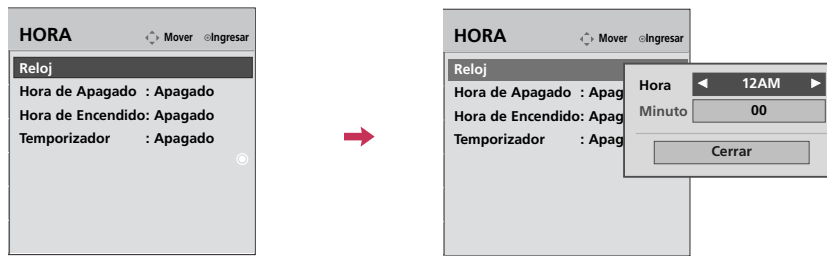 HORA Mover Ingresar
Reloj
Hora de Apagado : Apagado
Hora de Encendido: Apagado
Temporizador : Apagado
HORA Mover Ingresar
Reloj
Hora de Apagado : Apag
Hora de Encendido: Apag
Temporizador : Apag
Hora ◄ 12AM ►
Minuto 00
Cerrar